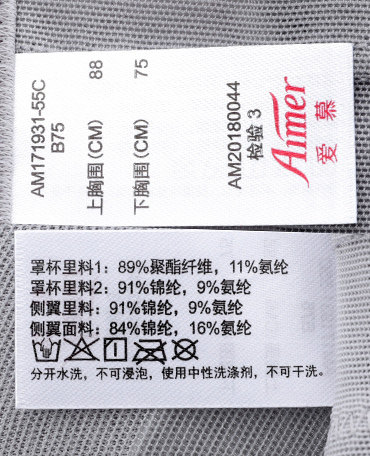 AM171931-55C
B75
上胸围(CM) 88
下胸围(CM) 75
AM20180044
检验 3
Aimer
爱慕
罩杯里料1：89%聚酯纤维，11%氨纶
罩杯里料2：91%锦纶，9%氨纶
侧翼里料：91%锦纶，9%氨纶
侧翼面料：84%锦纶，16%氨纶
分开水洗，不可浸泡，使用中性洗涤剂，不可干洗。